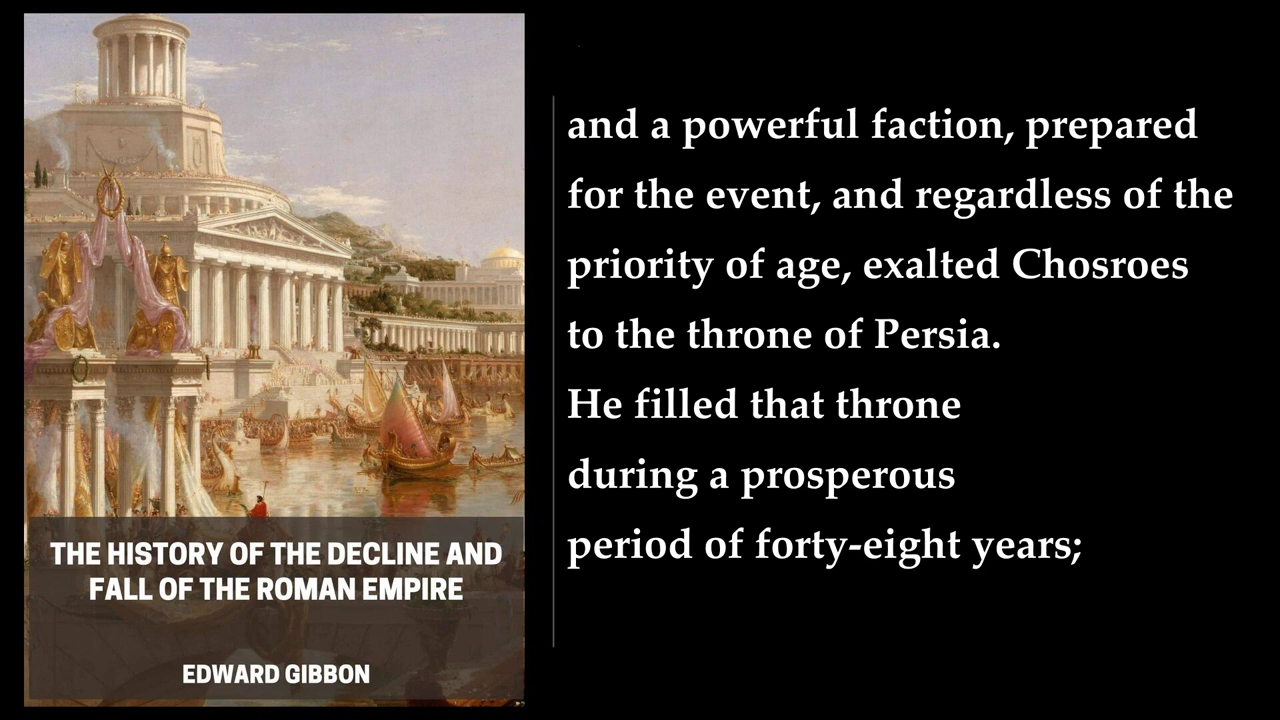 THE HISTORY OF THE DECLINE AND
FALL OF THE ROMAN EMPIRE
EDWARD GIBBON
and a powerful faction, prepared
for the event, and regardless of the
priority of age, exalted Chosroes
to the throne of Persia.
He filled that throne
during a prosperous
period of forty-eight years;